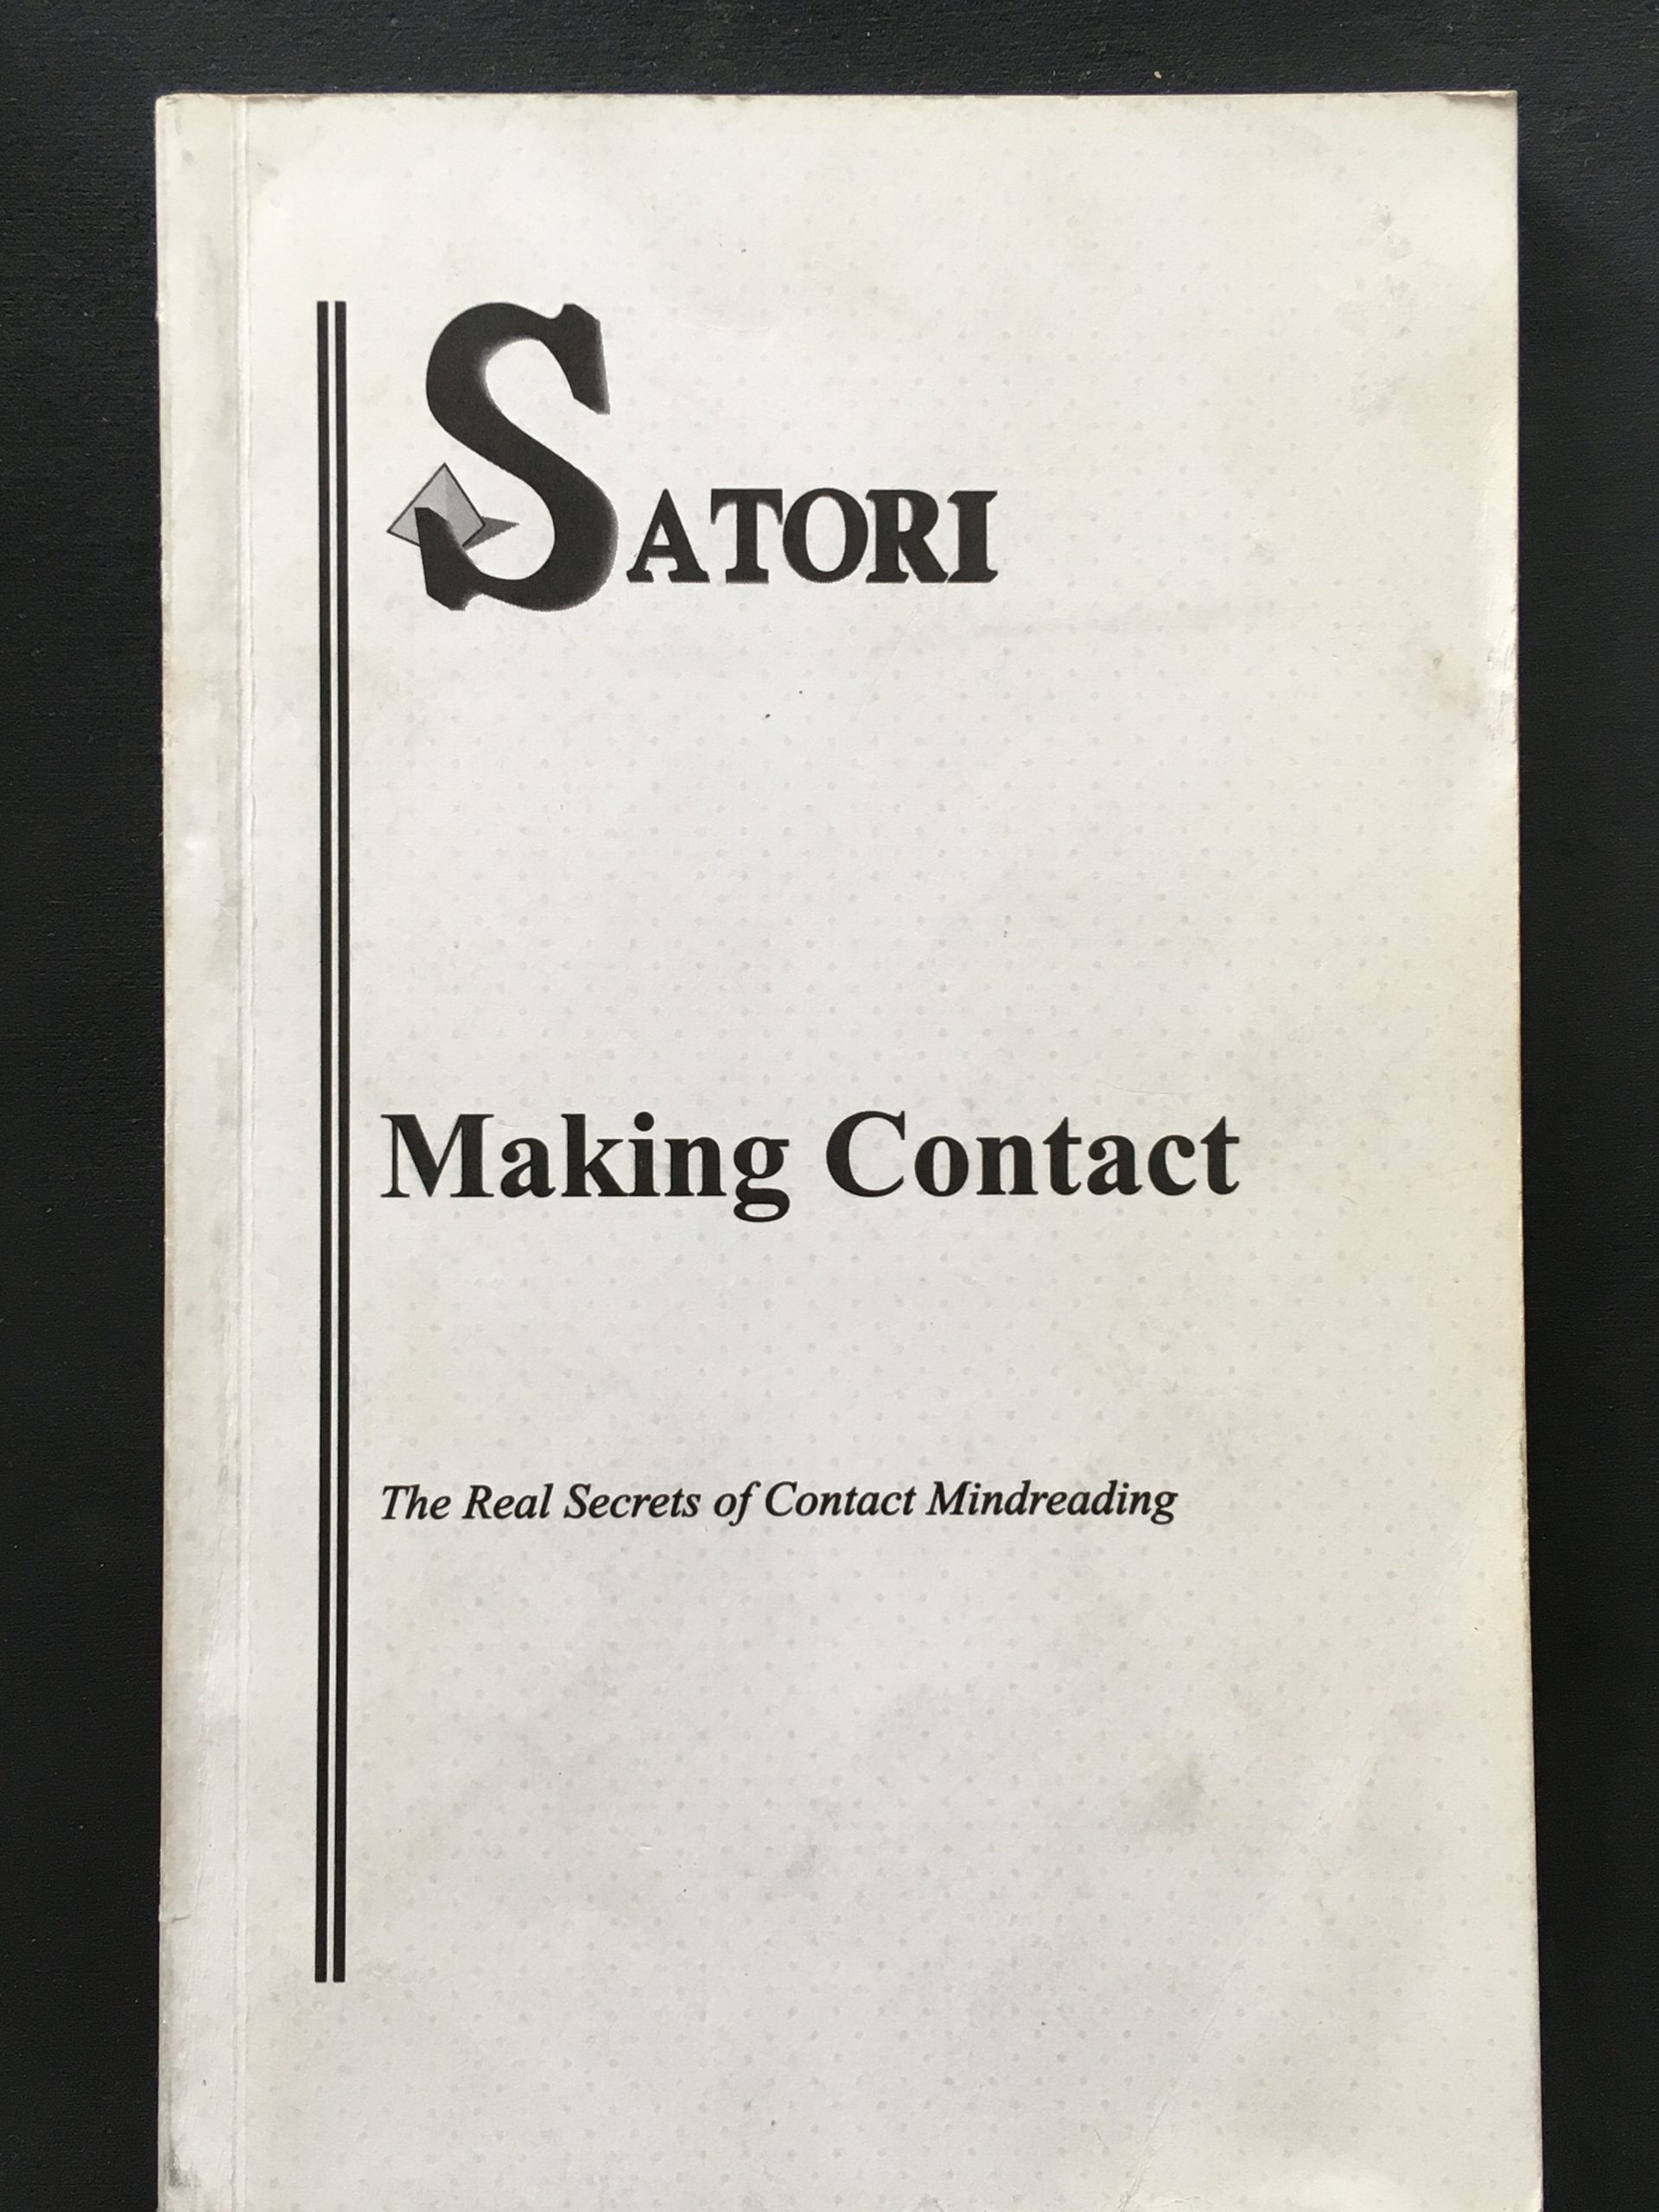 SATORI
Making Contact
The Real Secrets of Contact Mindreading